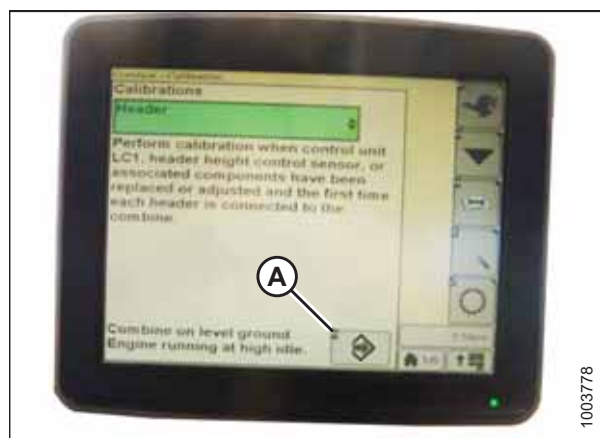 Combine - Calibration
Calibrations
Header
Perform calibration when control unit
LC1, header height control sensor, or
associated components have been
replaced or adjusted and the first time
each header is connected to the
combine.
A
Combine on level ground.
Engine running at high idle.
1003778